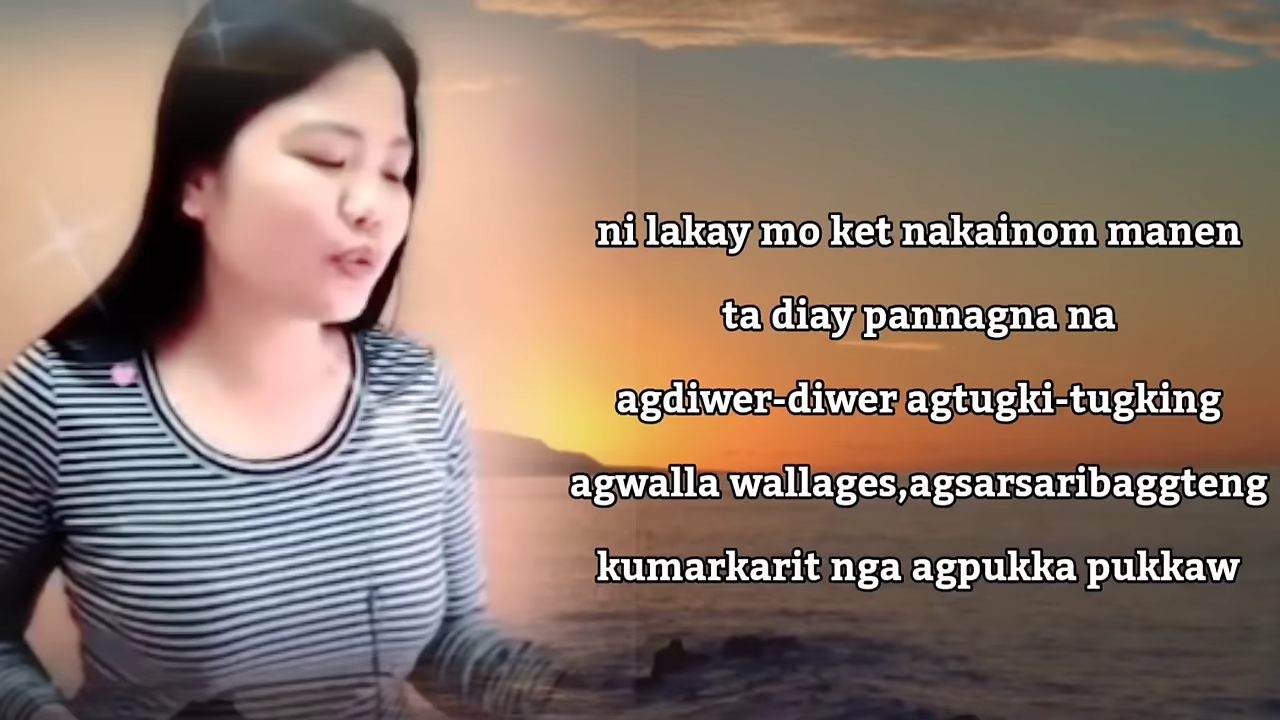 ni lakay mo ket nakainom manen
ta diay pannagna na
agdiwer-diwer agtugki-tugking
agwalla wallages,agsarsaribaggteng
kumarkarit nga agpukka pukkaw